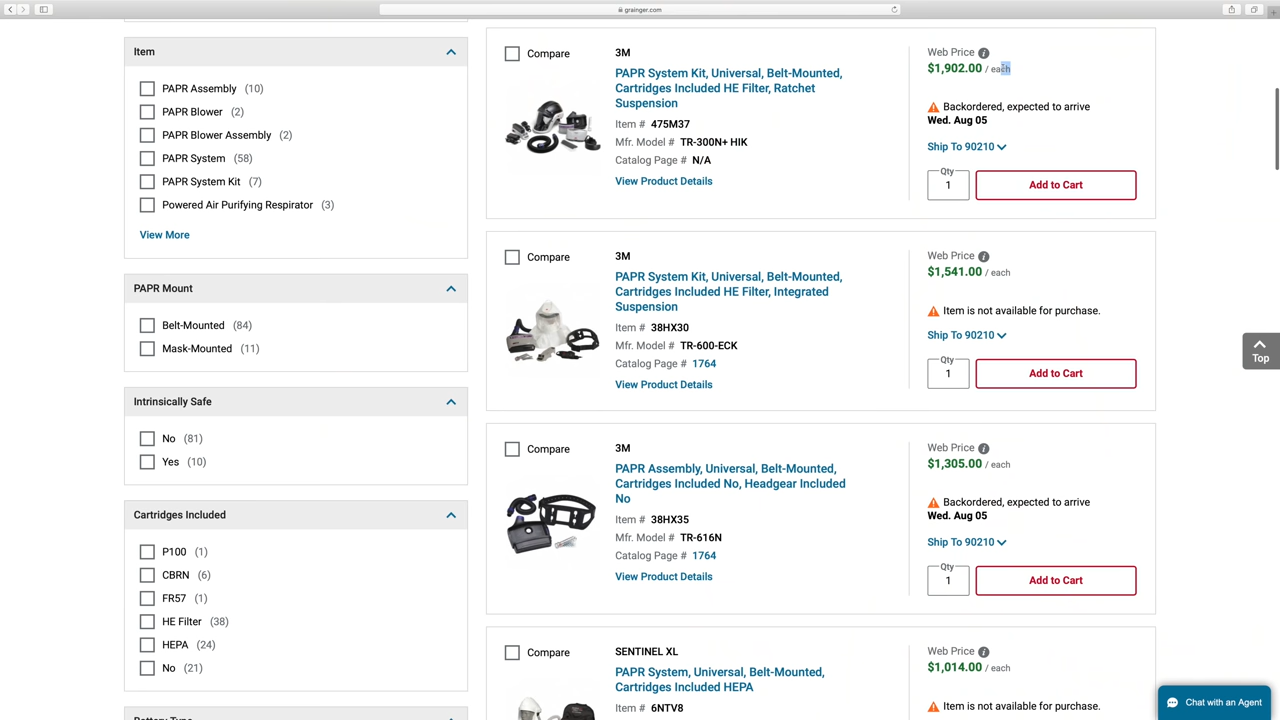 grainger.com
Item
PAPR Assembly (10)
PAPR Blower (2)
PAPR Blower Assembly (2)
PAPR System (58)
PAPR System Kit (7)
Powered Air Purifying Respirator (3)
View More
PAPR Mount
Belt-Mounted (84)
Mask-Mounted (11)
Intrinsically Safe
No (81)
Yes (10)
Cartridges Included
P100 (1)
CBRN (6)
FR57 (1)
HE Filter (38)
HEPA (24)
No (21)
Battery Type
Compare
3M
PAPR System Kit, Universal, Belt-Mounted,
Cartridges Included HE Filter, Ratchet
Suspension
Item # 475M37
Mfr. Model # TR-300N+ HIK
Catalog Page # N/A
View Product Details
Web Price
$1,902.00 / each
Backordered, expected to arrive
Wed. Aug 05
Ship To 90210
Qty
1
Add to Cart
Compare
3M
PAPR System Kit, Universal, Belt-Mounted,
Cartridges Included HE Filter, Integrated
Suspension
Item # 38HX30
Mfr. Model # TR-600-ECK
Catalog Page # 1764
View Product Details
Web Price
$1,541.00 / each
Item is not available for purchase.
Ship To 90210
Qty
1
Add to Cart
Compare
3M
PAPR Assembly, Universal, Belt-Mounted,
Cartridges Included No, Headgear Included
No
Item # 38HX35
Mfr. Model # TR-616N
Catalog Page # 1764
View Product Details
Web Price
$1,305.00 / each
Backordered, expected to arrive
Wed. Aug 05
Ship To 90210
Qty
1
Add to Cart
Compare
SENTINEL XL
PAPR System, Universal, Belt-Mounted,
Cartridges Included HEPA
Item # 6NTV8
Web Price
$1,014.00 / each
Item is not available for purchase.
Top
Chat with an Agent